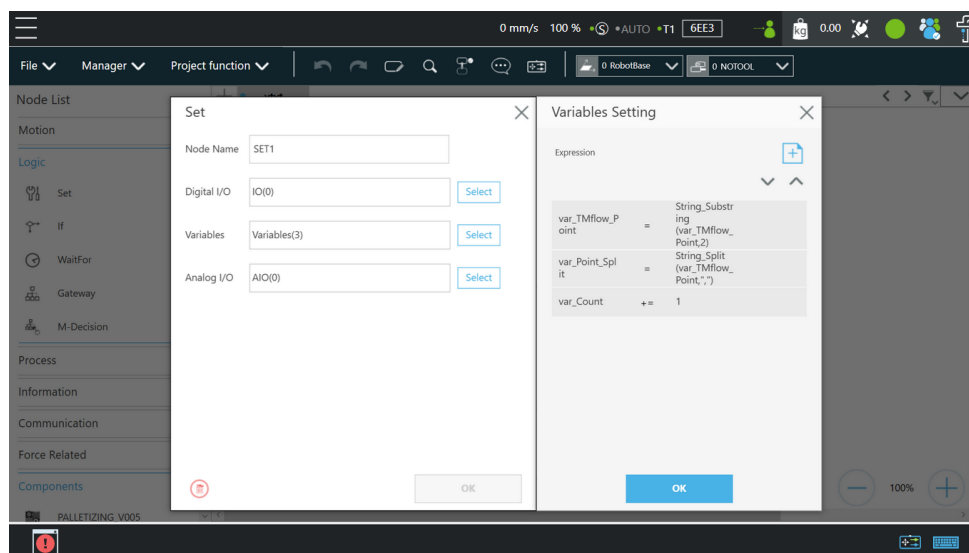 0 mm/s 100 % •Ⓢ •AUTO •T1 6EE3 kg 0.00
File Manager Project function 0 RobotBase 0 NOTOOL
Node List
Motion
Logic
Set
If
WaitFor
Gateway
M-Decision
Process
Information
Communication
Force Related
Components
PALLETIZING_V005
Set
Node Name SET1
Digital I/O IO(0) Select
Variables Variables(3) Select
Analog I/O AIO(0) Select
OK
Variables Setting
Expression
var_TMflow_P
oint
=
String_Substr
ing
(var_TMflow_
Point,2)
var_Point_Spl
it
=
String_Split
(var_TMflow_
Point,",")
var_Count += 1
OK
100%